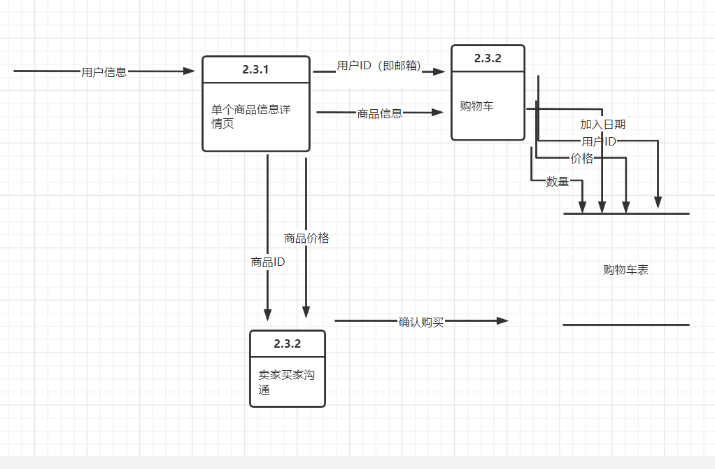 用户信息
2.3.1
单个商品信息详
情页
用户ID（即邮箱)
商品信息
2.3.2
购物车
加入日期
用户ID
价格
数量
购物车表
商品价格
商品ID
确认购买
2.3.2
卖家买家沟
通